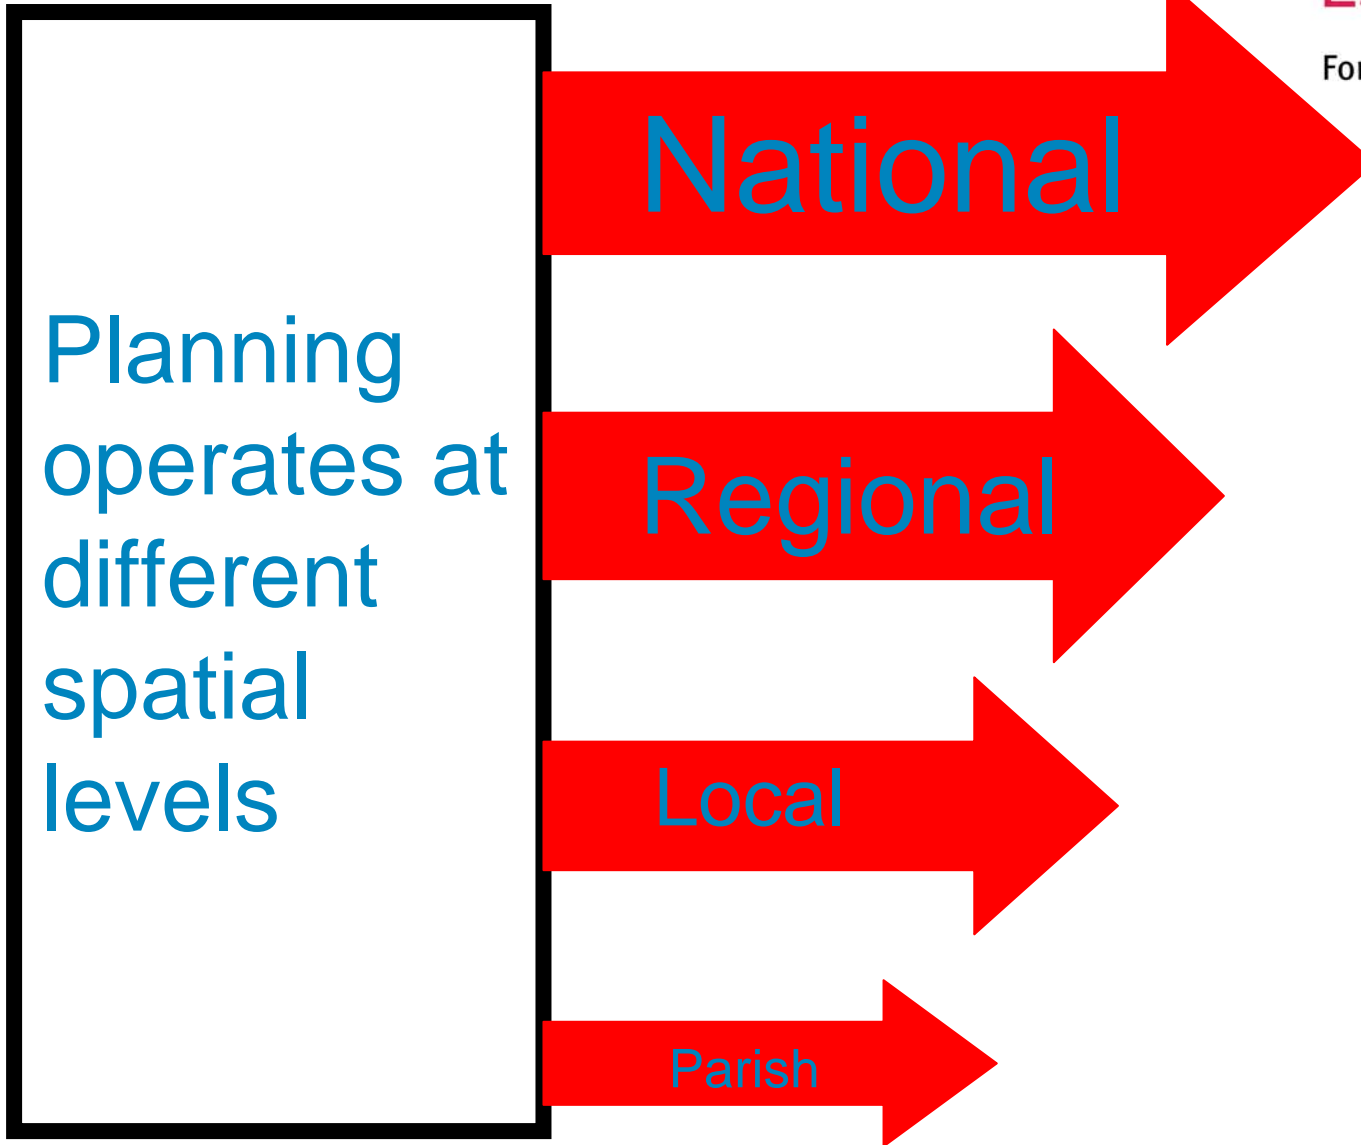 National
Planning
operates at
different
spatial
levels
Regional
Local
Parish